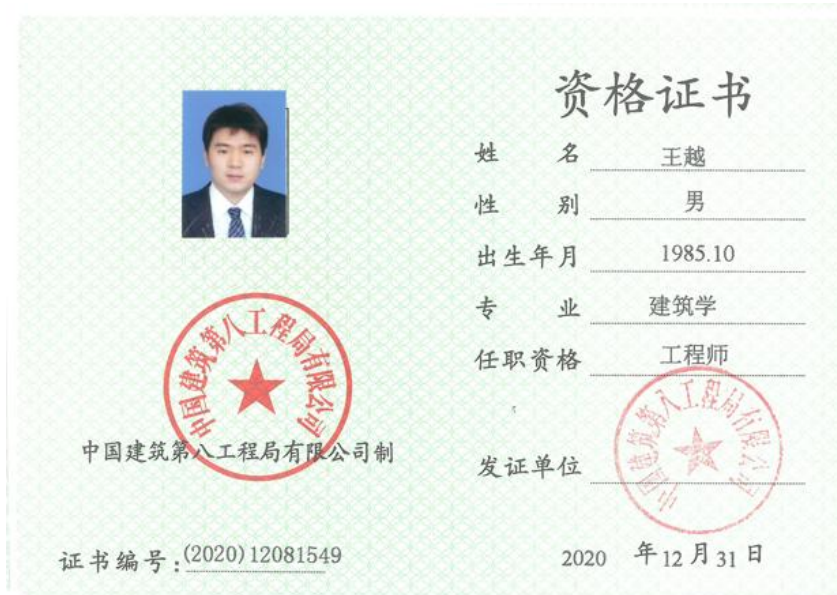 资格证书
姓 名 王越
性 别 男
出生年月 1985.10
专 业 建筑学
任职资格 工程师
中国建筑第八工程局有限公司
发证单位
2020 年12月31日
中国建筑第八工程局有限公司
中国建筑第八工程局有限公司制
证书编号:(2020)12081549